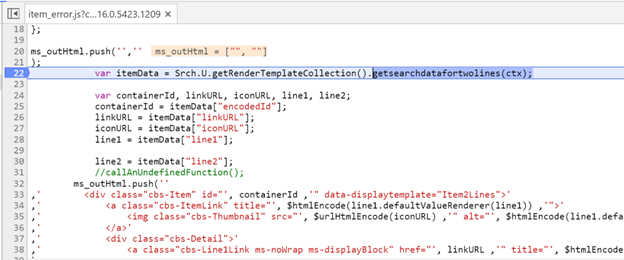 item_error.js?c...16.0.5423.1209 ×
18 };
19
20 ms_outHtml.push('','' ms_outHtml = ["", ""]
21 );
22 var itemData = Srch.U.getRenderTemplateCollection().getsearchdatafortwolines(ctx);
23
24 var containerId, linkURL, iconURL, line1, line2;
25 containerId = itemData["encodedId"];
26 linkURL = itemData["linkURL"];
27 iconURL = itemData["iconURL"];
28 line1 = itemData["line1"];
29
30 line2 = itemData["line2"];
31 //callAnUndefinedFunction();
32 ms_outHtml.push(''
33 ,' <div class="cbs-Item" id="', containerId ,'" data-displaytemplate="Item2Lines">'
34 ,' <a class="cbs-ItemLink" title="', $htmlEncode(line1.defaultValueRenderer(line1)) ,'">'
35 ,' <img class="cbs-Thumbnail" src="', $urlHtmlEncode(iconURL) ,'" alt="', $htmlEncode(line1.defa
36 ,' </a>'
37 ,' <div class="cbs-Detail">'
38 ,' <a class="cbs-Line1Link ms-noWrap ms-displayBlock" href="', linkURL ,'" title="', $htmlEncode